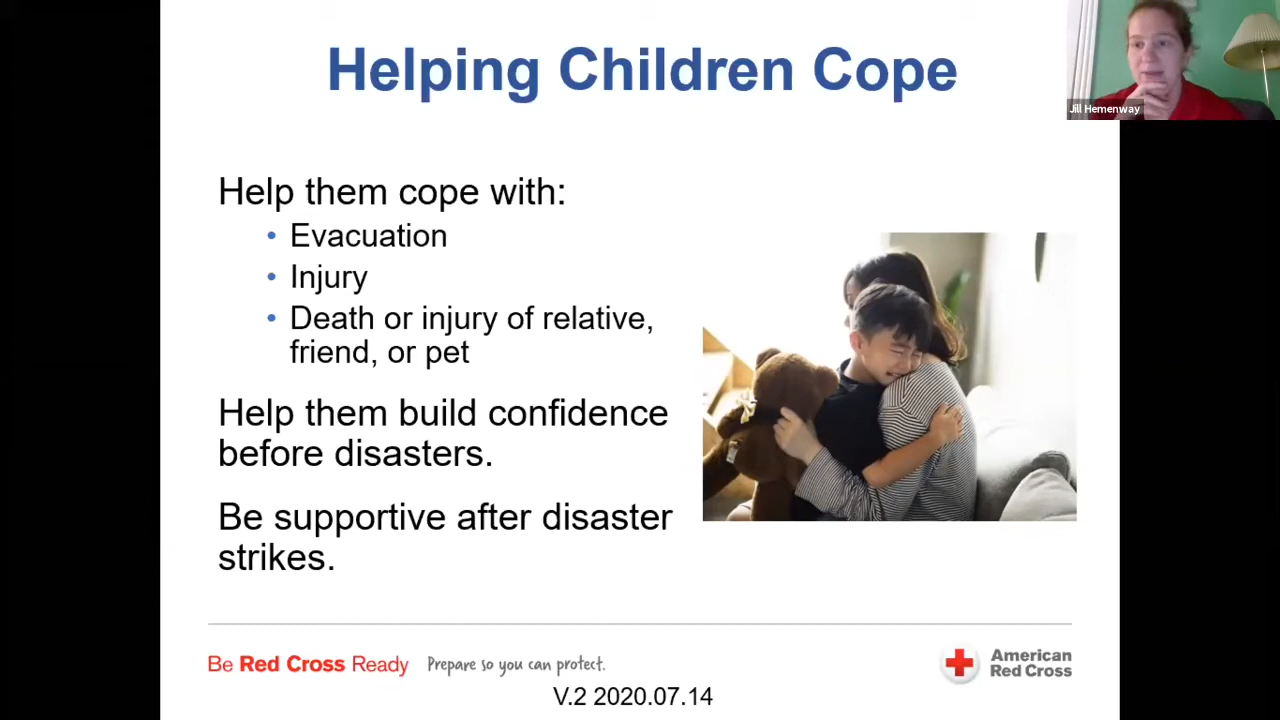 Helping Children Cope
Jill Hemenway
Help them cope with:
• Evacuation
• Injury
• Death or injury of relative,
friend, or pet
Help them build confidence
before disasters.
Be supportive after disaster
strikes.
Be Red Cross Ready
Prepare so you can protect.
American
Red Cross
V.2 2020.07.14